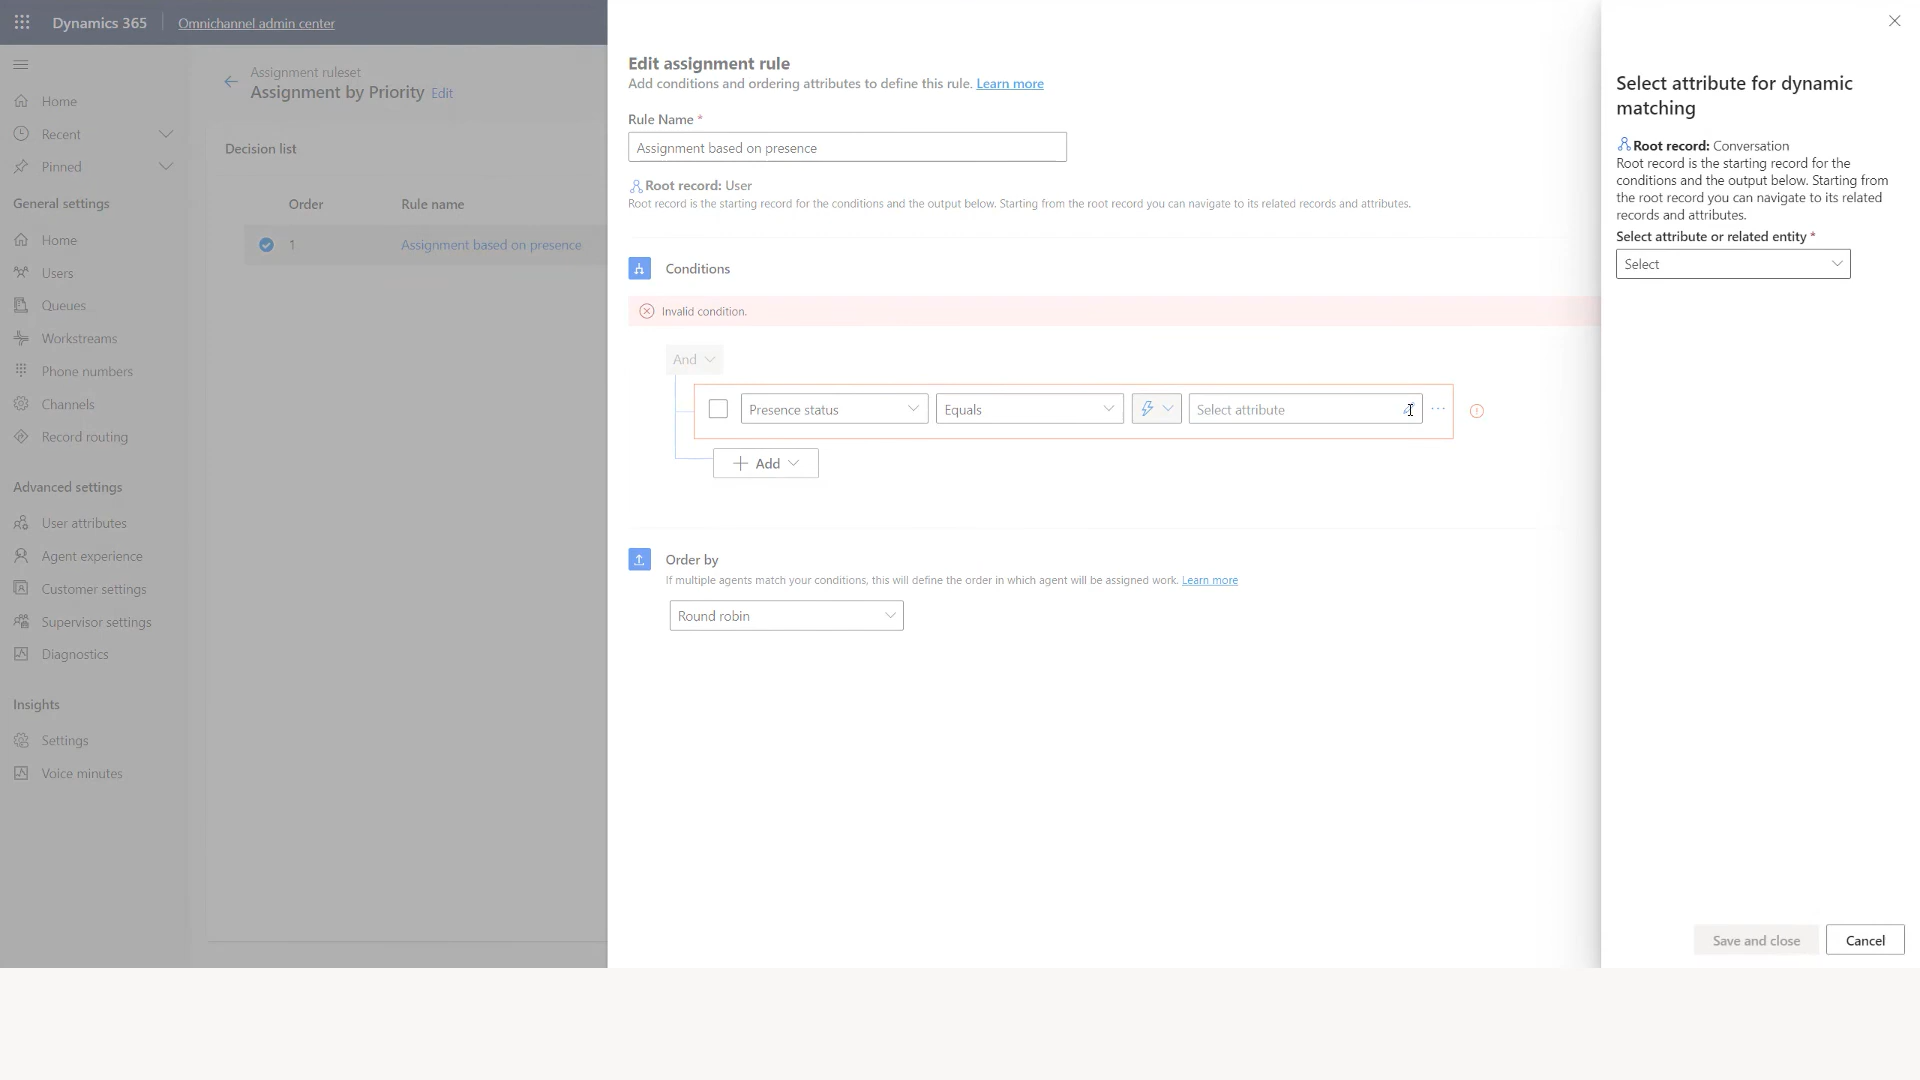 Dynamics 365
Omnichannel admin center
Home
Recent
Pinned
General settings
Home
Users
Queues
Workstreams
Phone numbers
Channels
Record routing
Advanced settings
User attributes
Agent experience
Customer settings
Supervisor settings
Diagnostics
Insights
Settings
Voice minutes
Assignment ruleset
Assignment by Priority Edit
Decision list
Order Rule name
1 Assignment based on presence
Edit assignment rule
Add conditions and ordering attributes to define this rule. Learn more
Rule Name *
Assignment based on presence
Root record: User
Root record is the starting record for the conditions and the output below. Starting from the root record you can navigate to its related records and attributes.
Conditions
Invalid condition.
And
Presence status Equals Select attribute ...
+ Add
Order by
If multiple agents match your conditions, this will define the order in which agent will be assigned work. Learn more
Round robin
Select attribute for dynamic
matching
Root record: Conversation
Root record is the starting record for the
conditions and the output below. Starting from
the root record you can navigate to its related
records and attributes.
Select attribute or related entity *
Select
Save and close Cancel